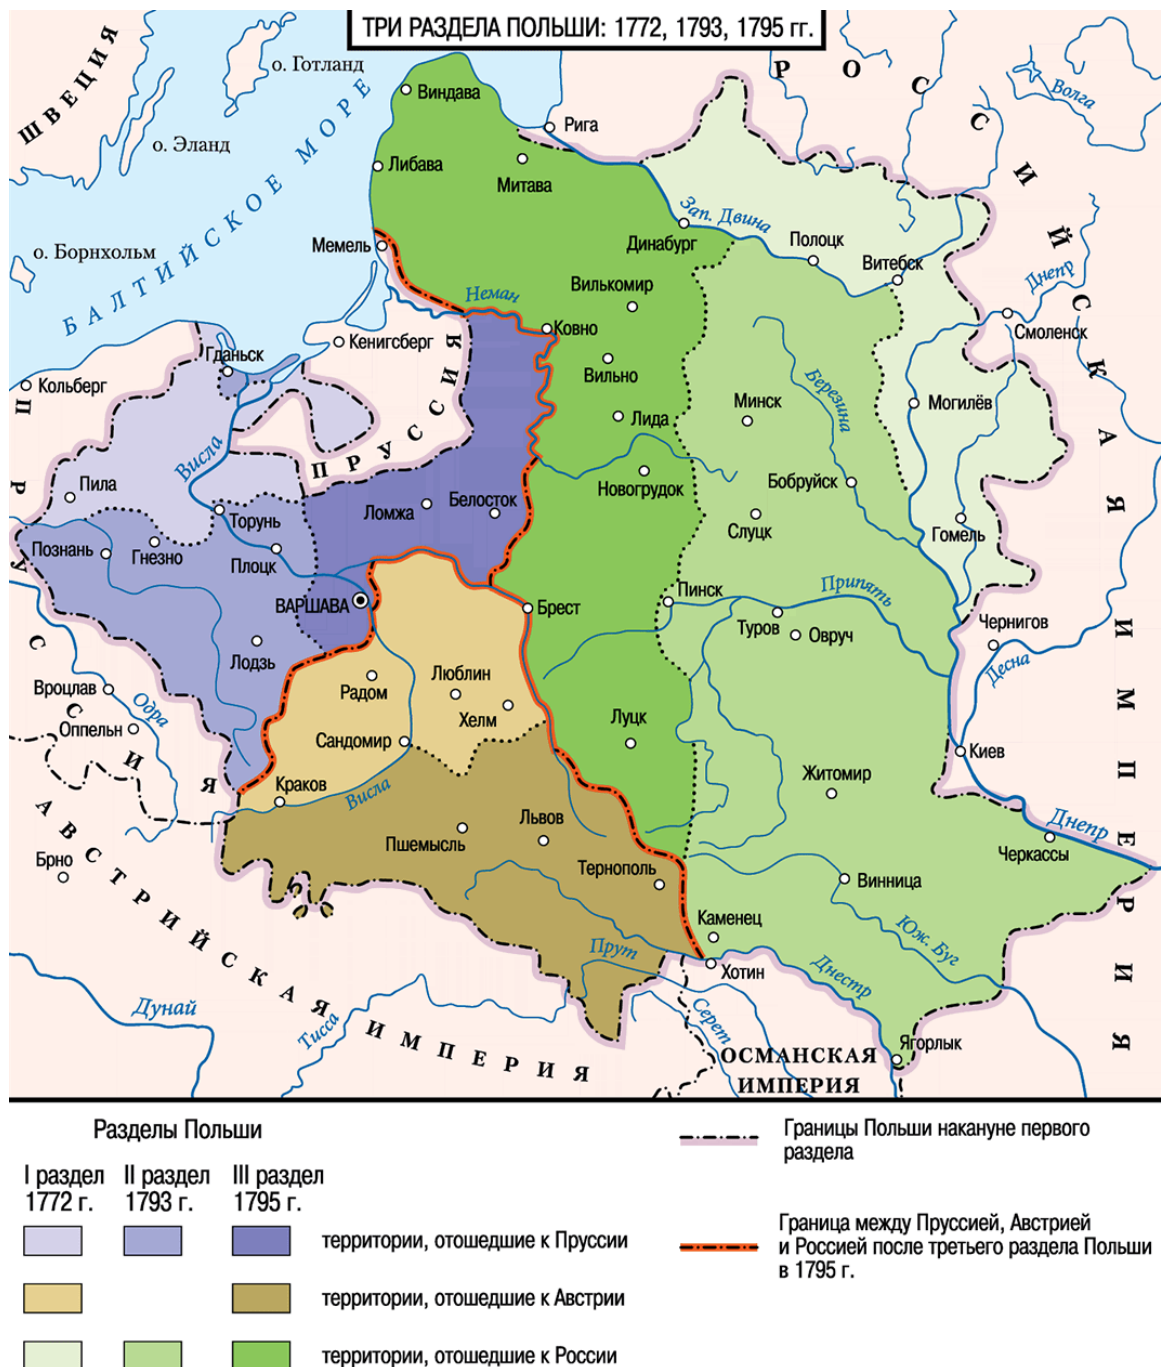 ТРИ РАЗДЕЛА ПОЛЬШИ: 1772, 1793, 1795 гг.
ШВЕЦИЯ
о. Готланд
о. Эланд
о. Борнхольм
БАЛТИЙСКОЕ МОРЕ
РОССИЙСКАЯ ИМПЕРИЯ
Волга
Виндава
Рига
Либава
Митава
Мемель
Зап. Двина
Динабург
Полоцк
Витебск
Днепр
Смоленск
Неман
Вилькомир
Ковно
Вильно
Кенигсберг
Гданьск
Кольберг
ПРУССИЯ
Лида
Минск
Березина
Могилёв
Висла
ПРУССИЯ
Пила
Торунь
Ломжа
Белосток
Новогрудок
Бобруйск
Слуцк
Гомель
Познань
Гнезно
Плоцк
ВАРШАВА
Брест
Пинск
Припять
Туров
Овруч
Чернигов
Десна
Лодзь
Радом
Люблин
Хелм
Вроцлав
Одра
Оппельн
Сандомир
Луцк
Киев
Краков
Висла
Житомир
Днепр
Черкассы
АВСТРИЙСКАЯ ИМПЕРИЯ
Брно
Пшемысль
Львов
Тернополь
Винница
Каменец
Юж. Буг
Прут
Хотин
Днестр
Дунай
Тисса
Серет
Ягорлык
ОСМАНСКАЯ
ИМПЕРИЯ
Разделы Польши
I раздел
1772 г.
II раздел
1793 г.
III раздел
1795 г.
территории, отошедшие к Пруссии
территории, отошедшие к Австрии
территории, отошедшие к России
Границы Польши накануне первого
раздела
Граница между Пруссией, Австрией
и Россией после третьего раздела Польши
в 1795 г.